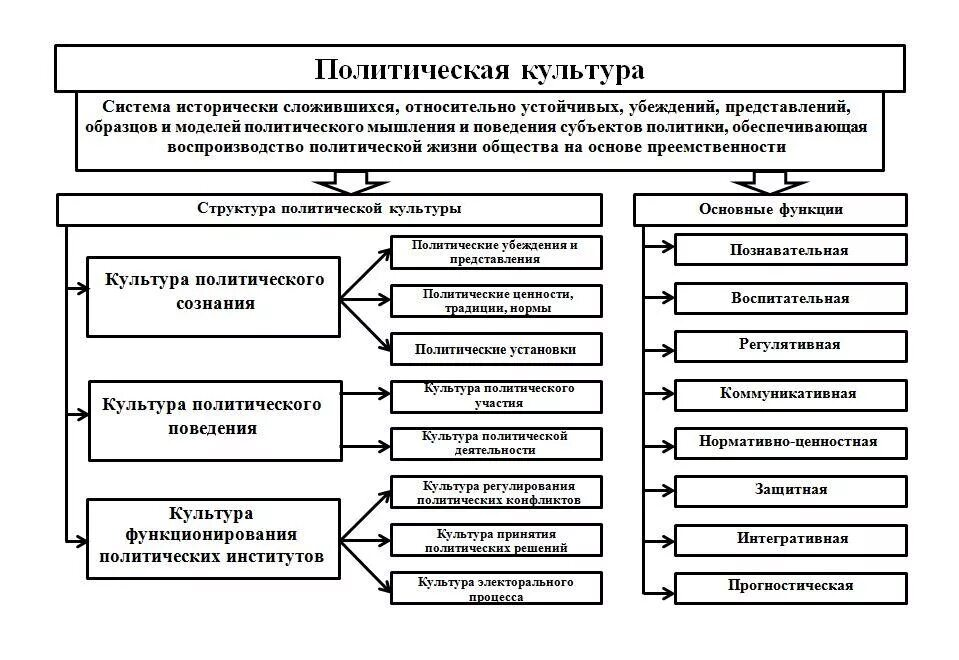 Политическая культура
Система исторически сложившихся, относительно устойчивых, убеждений, представлений,
образцов и моделей политического мышления и поведения субъектов политики, обеспечивающая
воспроизводство политической жизни общества на основе преемственности
Структура политической культуры
Культура политического
сознания
Политические убеждения и
представления
Политические ценности,
традиции, нормы
Политические установки
Культура политического
поведения
Культура политического
участия
Культура политической
деятельности
Культура
функционирования
политических институтов
Культура регулирования
политических конфликтов
Культура принятия
политических решений
Культура электорального
процесса
Основные функции
Познавательная
Воспитательная
Регулятивная
Коммуникативная
Нормативно-ценностная
Защитная
Интегративная
Прогностическая